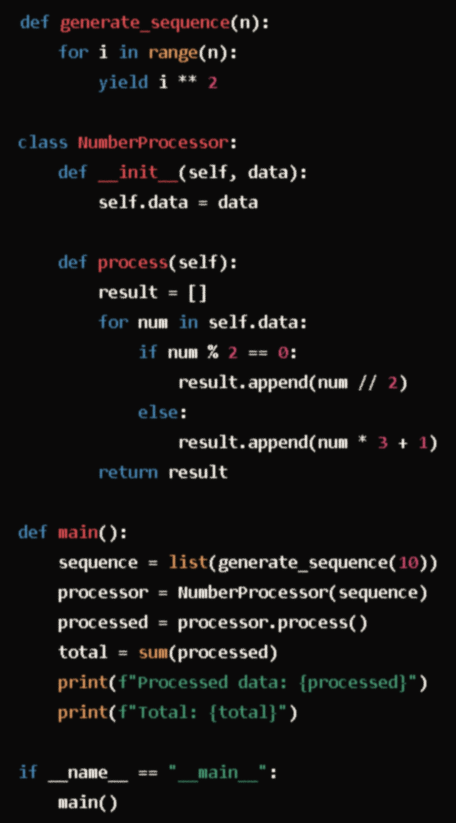 def generate_sequence(n):
    for i in range(n):
        yield i ** 2

class NumberProcessor:
    def __init__(self, data):
        self.data = data

    def process(self):
        result = []
        for num in self.data:
            if num % 2 == 0:
                result.append(num // 2)
            else:
                result.append(num * 3 + 1)
        return result

def main():
    sequence = list(generate_sequence(10))
    processor = NumberProcessor(sequence)
    processed = processor.process()
    total = sum(processed)
    print(f"Processed data: {processed}")
    print(f"Total: {total}")

if __name__ == "__main__":
    main()